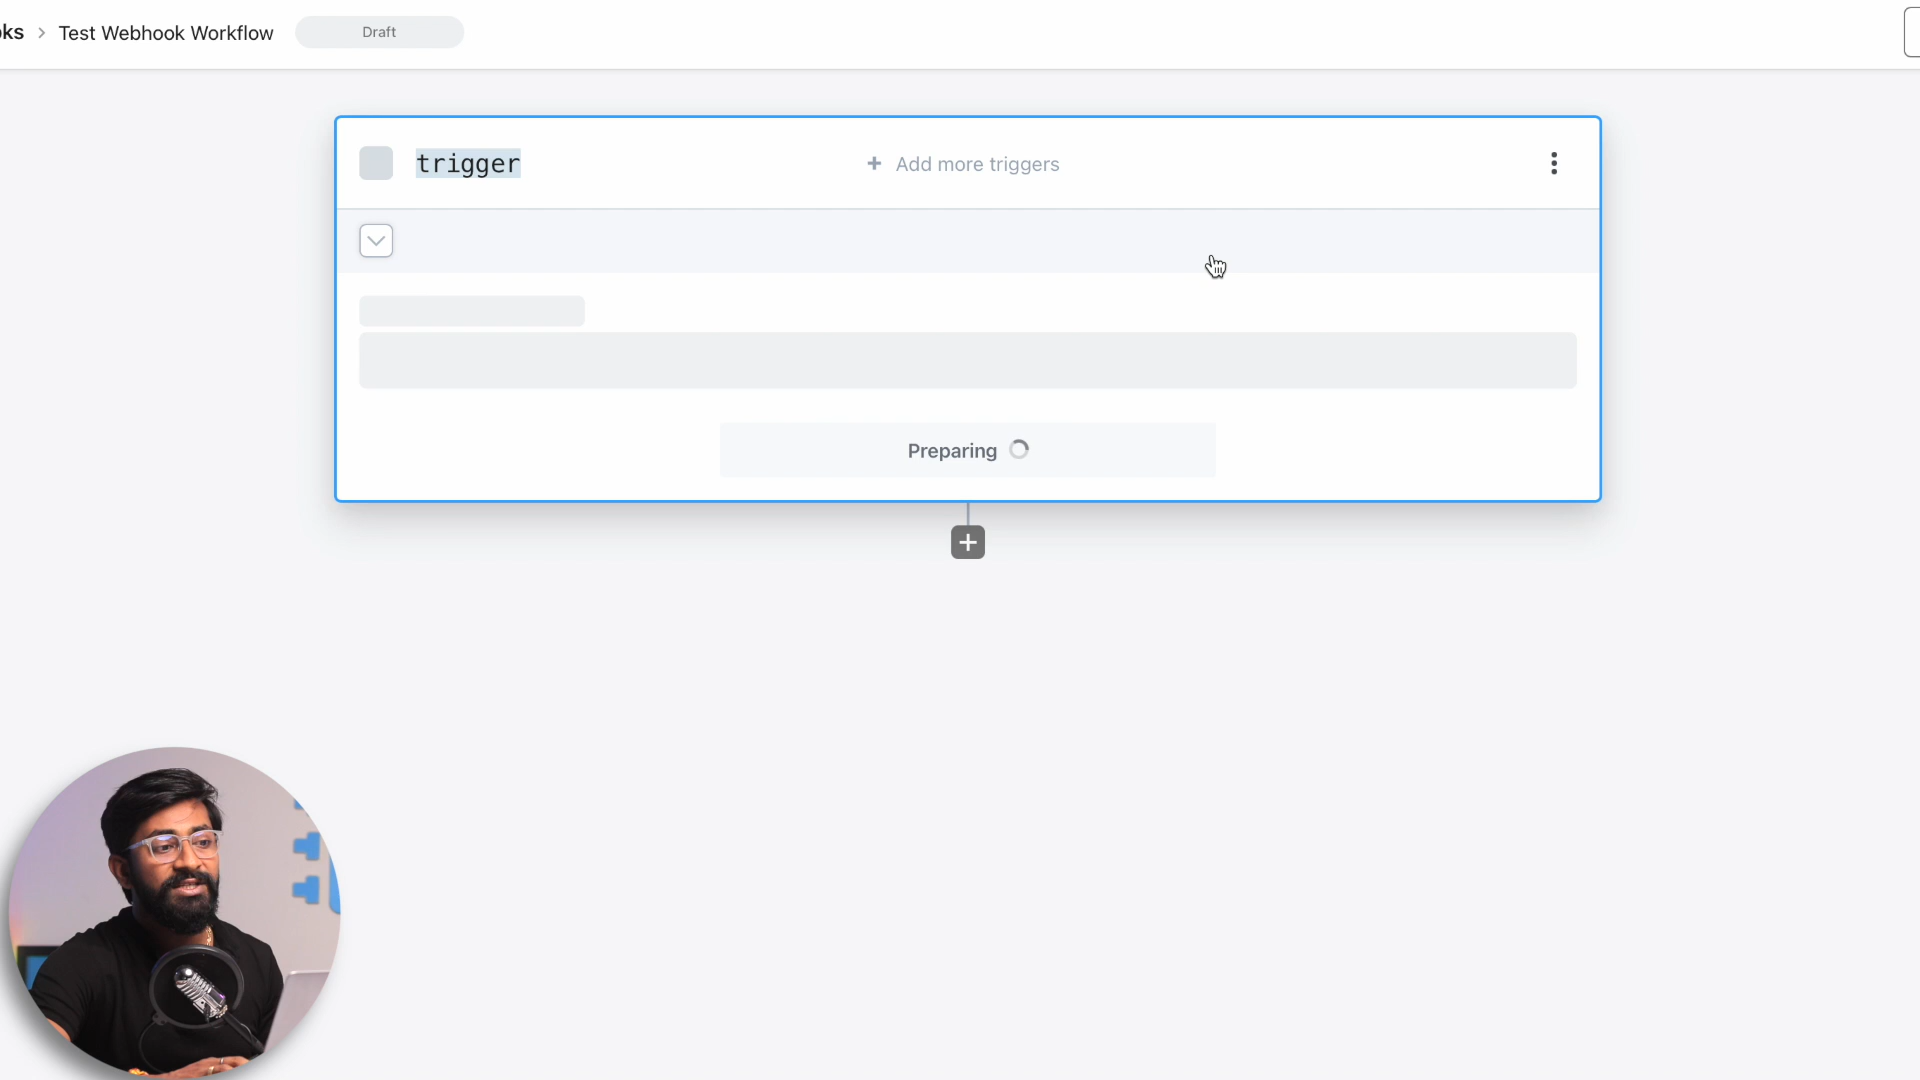 ks > Test Webhook Workflow
Draft
trigger
+ Add more triggers
Preparing